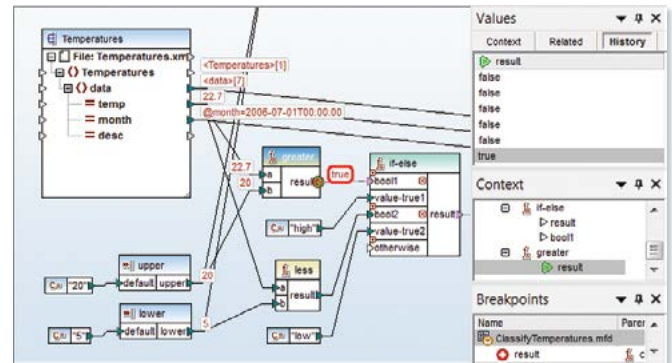 Temperatures
File: Temperatures.xm
Temperatures
data
temp
month
desc
<Temperatures>[1]
<data>[7]
22.7
@month=2006-07-01T00.00.00
22.7
20
greater
a
b
result
true
if-else
bool1
value-true1
bool2
value-true2
otherwise
result
"high"
upper
default
upper
"20"
20
lower
default
lower
"5"
5
less
a
b
result
"low"
Values
Context
Related
History
result
false
false
false
false
false
true
Context
if-else
result
bool1
greater
result
Breakpoints
Name
Parer
ClassifyTemperatures.mfd
result
c